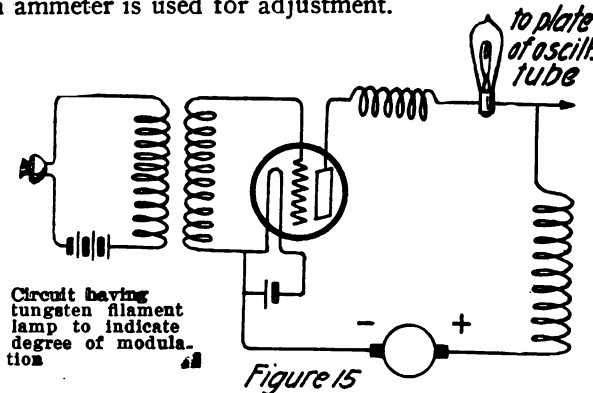 ammeter is used for adjustment.
to plate
of oscill.
tube
Circuit having
tungsten filament
lamp to indicate
degree of modula-
tion
- +
Figure 15